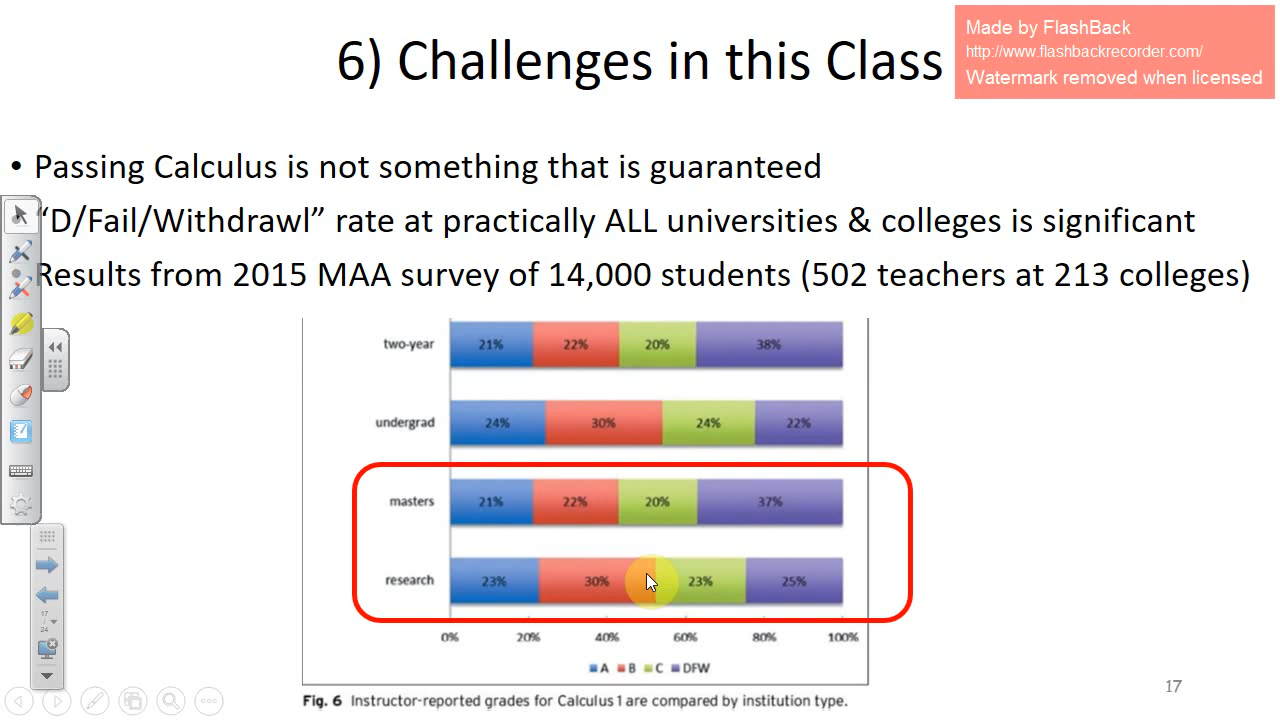 6) Challenges in this Class
Made by FlashBack
http://www.flashbackrecorder.com/
Watermark removed when licensed
• Passing Calculus is not something that is guaranteed
“D/Fail/Withdrawl” rate at practically ALL universities & colleges is significant
Results from 2015 MAA survey of 14,000 students (502 teachers at 213 colleges)
two-year 21% 22% 20% 38%
undergrad 24% 30% 24% 22%
masters 21% 22% 20% 37%
research 23% 30% 23% 25%
0% 20% 40% 60% 80% 100%
A B C DFW
Fig. 6 Instructor-reported grades for Calculus 1 are compared by institution type.
17
/
24
17